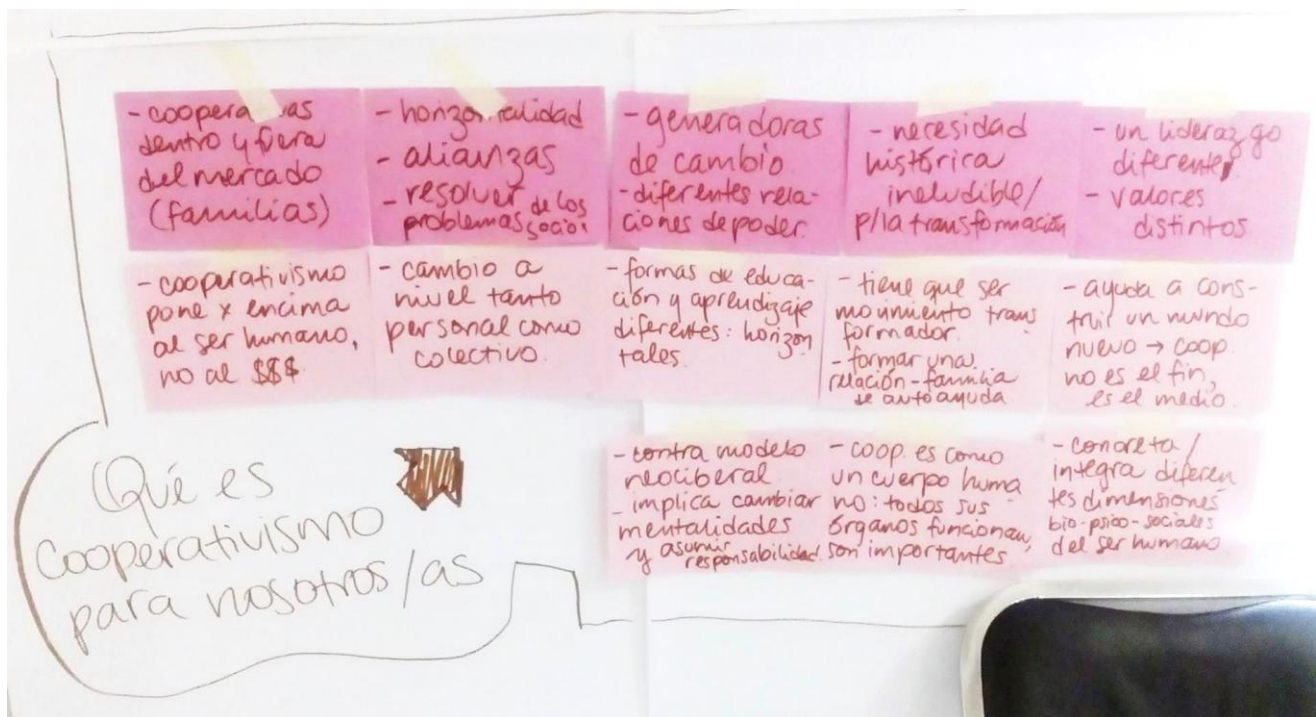 - cooperativas
dentro y fuera
del mercado
(familias)
- horizontalidad
- alianzas
- resolver de los
problemas socios
- generadoras
de cambio
- diferentes rela-
ciones de poder.
- necesidad
histórica
ineludible/
p/la transformación
- un liderazgo
diferente
- valores
distintos
- cooperativismo
pone x encima
al ser humano,
no al $$$
- cambio a
nivel tanto
personal como
colectivo.
- formas de educa-
ción y aprendizaje
diferentes: horizon
tales.
- tiene que ser
movimiento trans
formador.
- formar una
relación-familia
de autoayuda.
- ayuda a cons-
truir un mundo
nuevo → coop.
no es el fin,
es el medio.
- contra modelo
neoliberal.
- implica cambiar
mentalidades
y asumir
responsabilidad.
- coop. es como
un cuerpo huma
no: todos sus
órganos funcionan,
son importantes.
- concreta/
integra diferen
tes dimensiones
bio-psico-sociales
del ser humano
Qué es
Cooperativismo
para nosotros/as